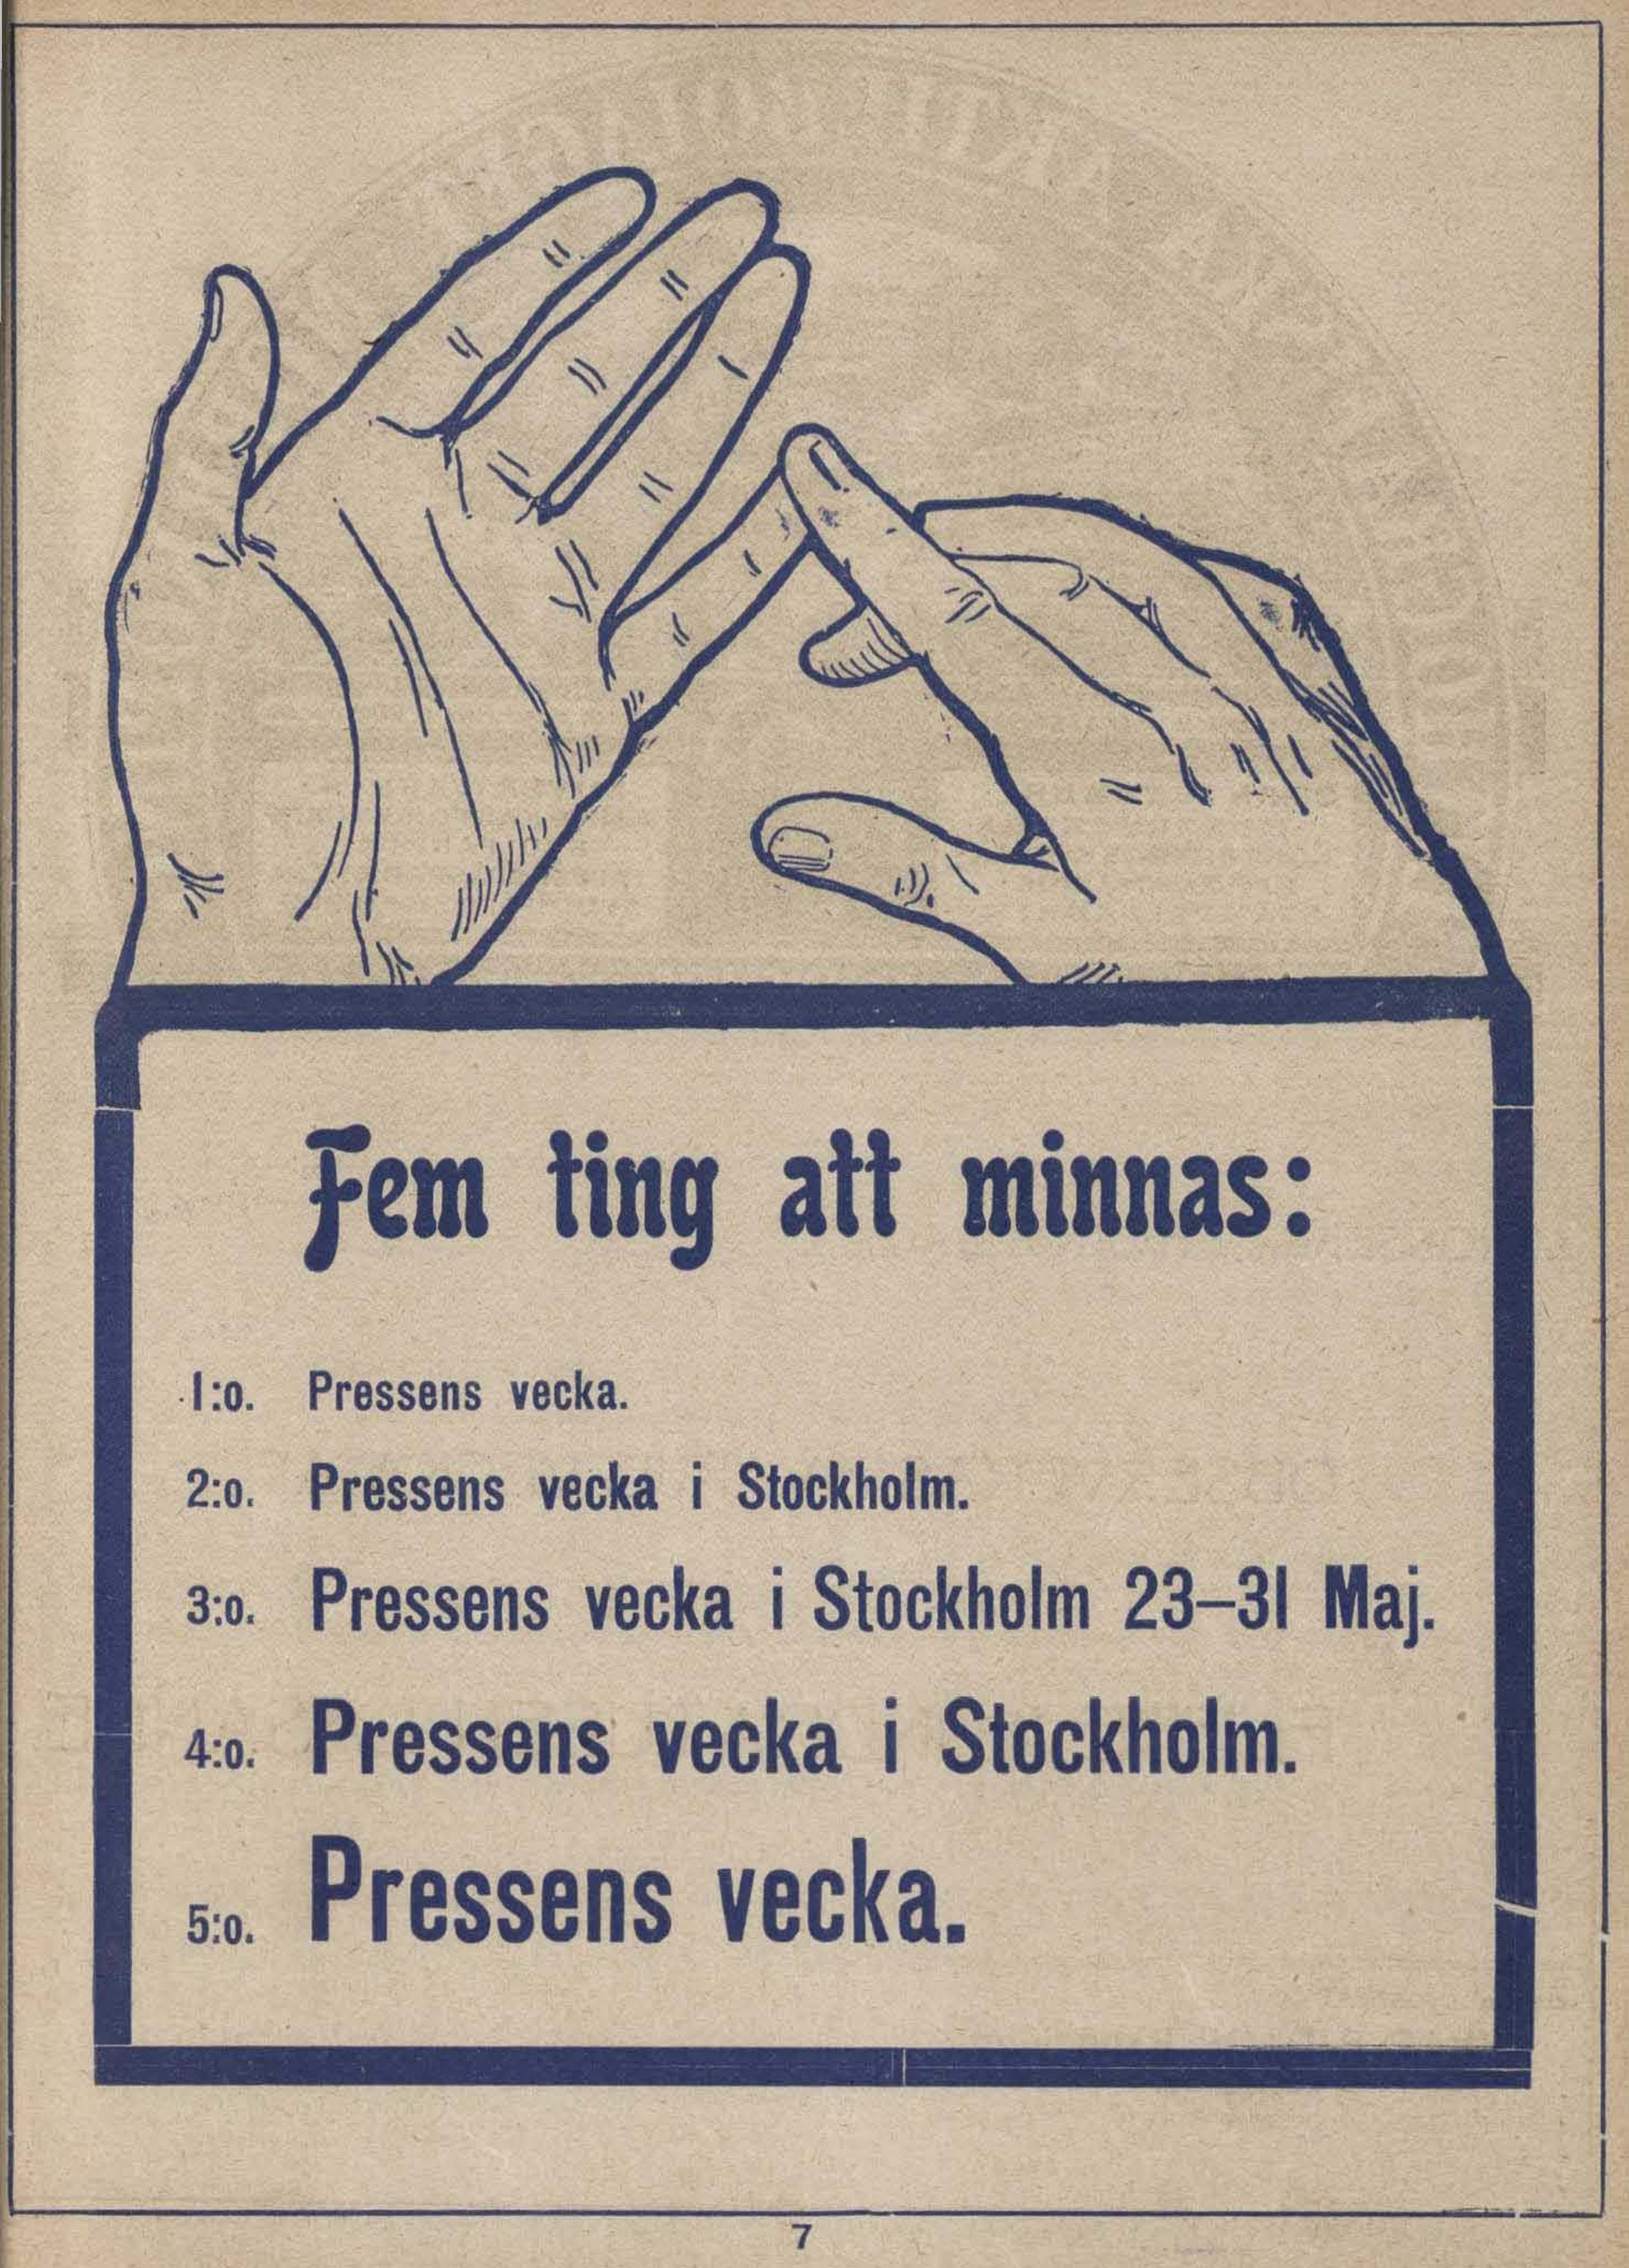 Fem ting att minnas:
1:o. Pressens vecka.
2:o. Pressens vecka i Stockholm.
3:o. Pressens vecka i Stockholm 23–31 Maj.
4:o. Pressens vecka i Stockholm.
5:o. Pressens vecka.
7